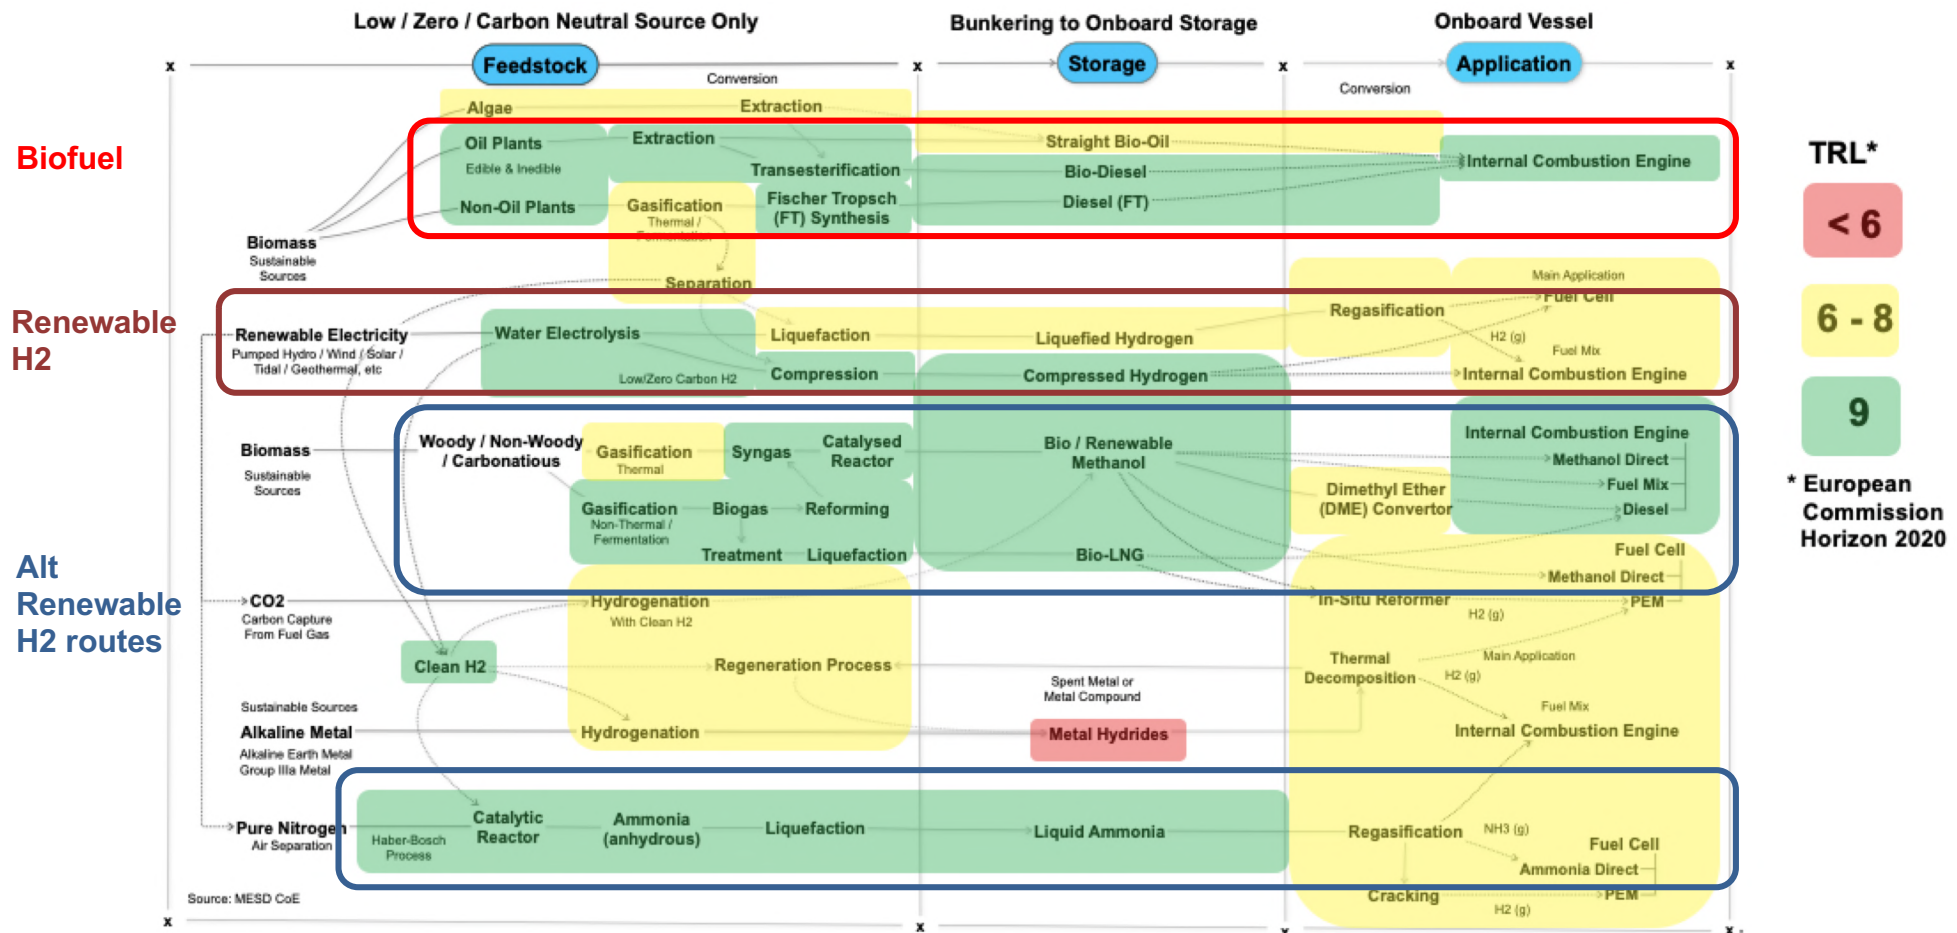 Low / Zero / Carbon Neutral Source Only
Bunkering to Onboard Storage
Onboard Vessel
x
Feedstock
x
Storage
x
Application
x
Conversion
Conversion
Biofuel
Algae
Extraction
Oil Plants
Edible & Inedible
Extraction
Straight Bio-Oil
Transesterification
Bio-Diesel
Internal Combustion Engine
Non-Oil Plants
Gasification
Thermal /
Fermentation
Fischer Tropsch
(FT) Synthesis
Diesel (FT)
Biomass
Sustainable
Sources
Separation
Main Application
Fuel Cell
Renewable
H2
Renewable Electricity
Pumped Hydro / Wind / Solar /
Tidal / Geothermal, etc
Water Electrolysis
Low/Zero Carbon H2
Liquefaction
Liquefied Hydrogen
Regasification
H2 (g)
Fuel Mix
Compression
Compressed Hydrogen
Internal Combustion Engine
Biomass
Sustainable
Sources
Woody / Non-Woody
/ Carbonatious
Gasification
Thermal
Syngas
Catalysed
Reactor
Bio / Renewable
Methanol
Internal Combustion Engine
Methanol Direct
Fuel Mix
Diesel
Dimethyl Ether
(DME) Convertor
Gasification
Non-Thermal /
Fermentation
Biogas
Reforming
Treatment
Liquefaction
Bio-LNG
Fuel Cell
Methanol Direct
PEM
Alt
Renewable
H2 routes
CO2
Carbon Capture
From Fuel Gas
Hydrogenation
With Clean H2
In-Situ Reformer
H2 (g)
Clean H2
Regeneration Process
Thermal
Decomposition
Main Application
H2 (g)
Spent Metal or
Metal Compound
Fuel Mix
Internal Combustion Engine
Sustainable Sources
Alkaline Metal
Alkaline Earth Metal
Group IIIa Metal
Hydrogenation
Metal Hydrides
Pure Nitrogen
Air Separation
Haber-Bosch
Process
Catalytic
Reactor
Ammonia
(anhydrous)
Liquefaction
Liquid Ammonia
Regasification
NH3 (g)
Fuel Cell
Ammonia Direct
Cracking
H2 (g)
PEM
Source: MESD CoE
x
x
x
x
TRL*
< 6
6 - 8
9
* European
Commission
Horizon 2020